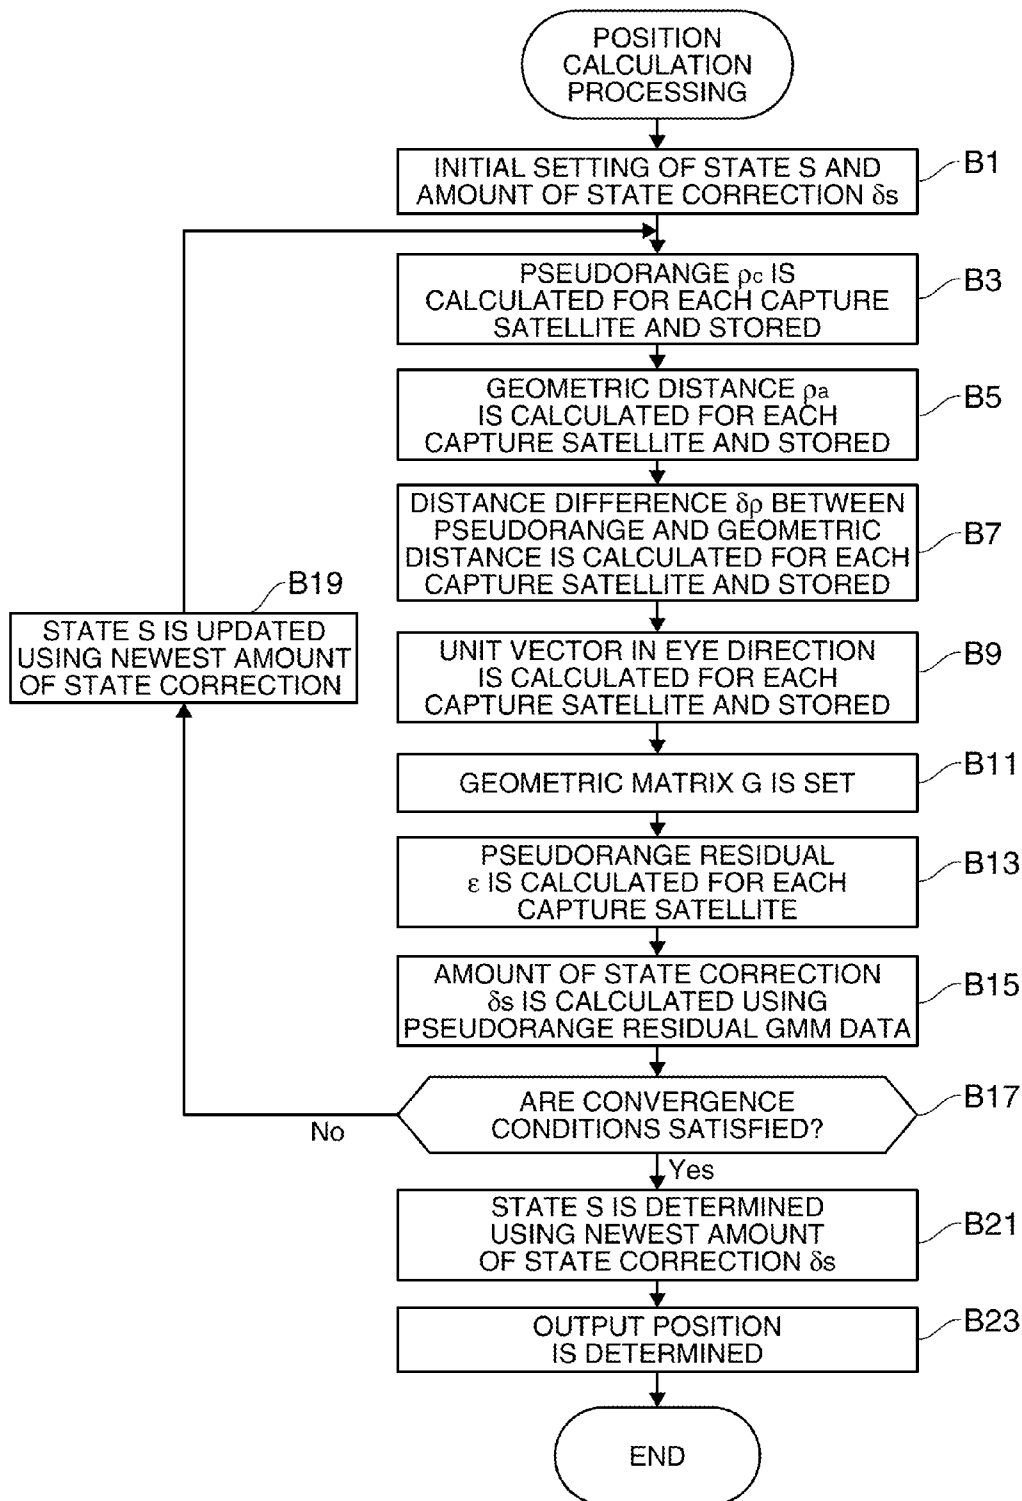 POSITION
CALCULATION
PROCESSING
INITIAL SETTING OF STATE S AND
AMOUNT OF STATE CORRECTION δs
B1
PSEUDORANGE ρc IS
CALCULATED FOR EACH CAPTURE
SATELLITE AND STORED
B3
GEOMETRIC DISTANCE ρa
IS CALCULATED FOR EACH
CAPTURE SATELLITE AND STORED
B5
DISTANCE DIFFERENCE δρ BETWEEN
PSEUDORANGE AND GEOMETRIC
DISTANCE IS CALCULATED FOR EACH
CAPTURE SATELLITE AND STORED
B7
B19
STATE S IS UPDATED
USING NEWEST AMOUNT
OF STATE CORRECTION
UNIT VECTOR IN EYE DIRECTION
IS CALCULATED FOR EACH
CAPTURE SATELLITE AND STORED
B9
GEOMETRIC MATRIX G IS SET
B11
PSEUDORANGE RESIDUAL
ε IS CALCULATED FOR EACH
CAPTURE SATELLITE
B13
AMOUNT OF STATE CORRECTION
δs IS CALCULATED USING
PSEUDORANGE RESIDUAL GMM DATA
B15
ARE CONVERGENCE
CONDITIONS SATISFIED?
B17
No
Yes
STATE S IS DETERMINED
USING NEWEST AMOUNT
OF STATE CORRECTION δs
B21
OUTPUT POSITION
IS DETERMINED
B23
END